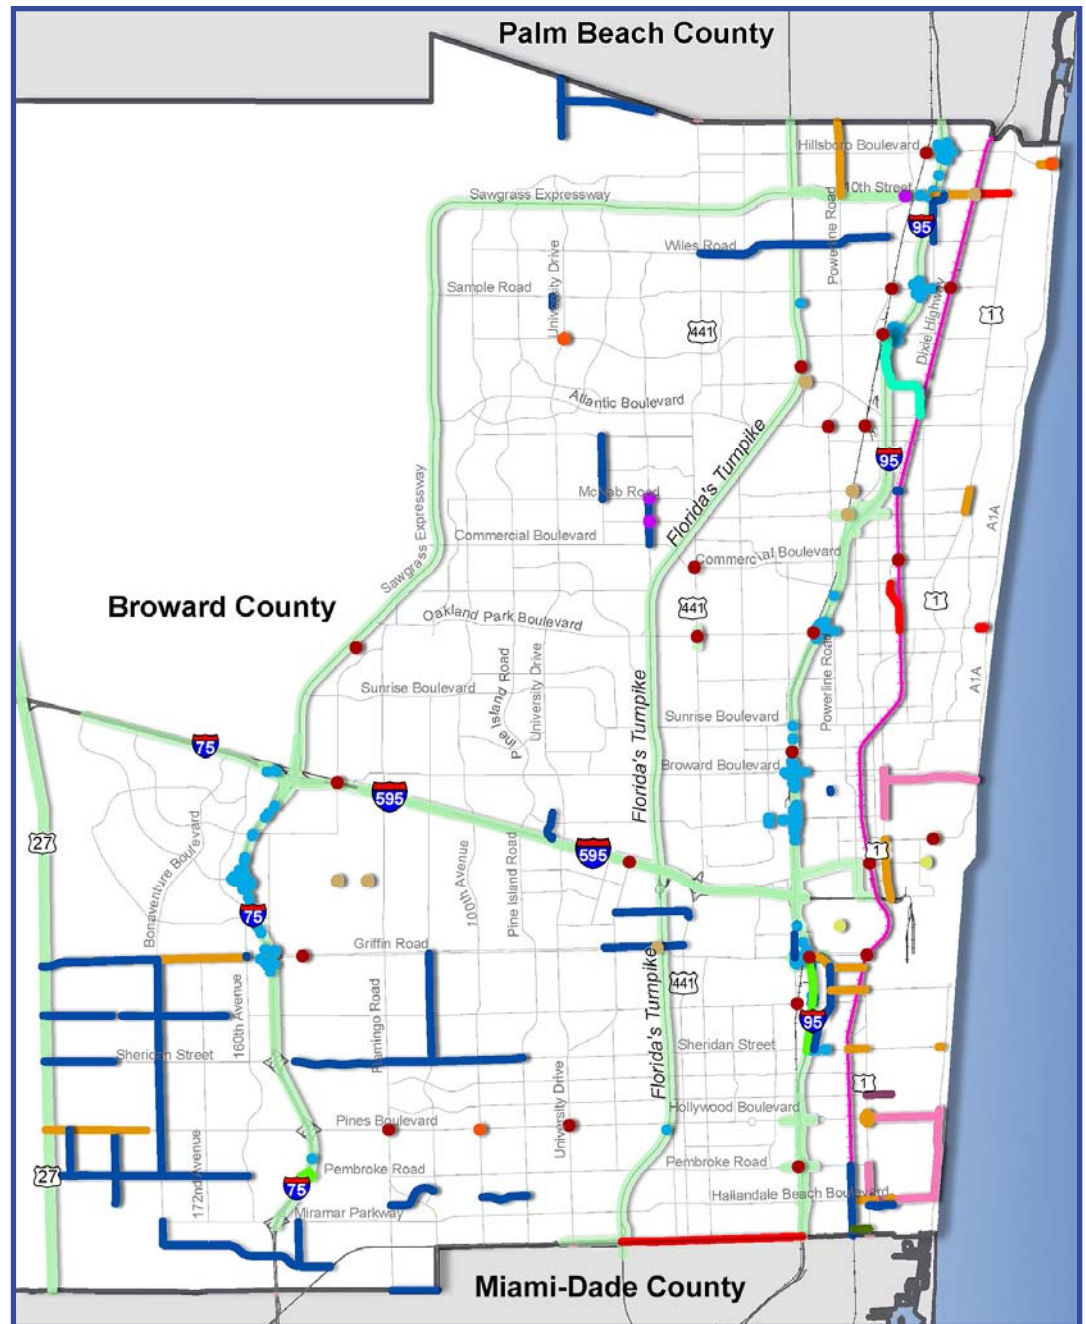 Palm Beach County
Hillsboro Boulevard
10th Street
Sawgrass Expressway
95
Powerline Road
Wiles Road
University Drive
Sample Road
Dixie Highway
1
441
Atlantic Boulevard
Florida's Turnpike
95
McNab Road
A1A
Sawgrass Expressway
Commercial Boulevard
Commercial Boulevard
Broward County
441
1
Oakland Park Boulevard
Pine Island Road
University Drive
Powerline Road
A1A
Sunrise Boulevard
Florida's Turnpike
Sunrise Boulevard
75
Broward Boulevard
595
27
Bonaventure Boulevard
100th Avenue
Pine Island Road
595
1
75
Griffin Road
Florida's Turnpike
441
160th Avenue
Flamingo Road
95
Sheridan Street
Sheridan Street
1
University Drive
Hollywood Boulevard
Pines Boulevard
172nd Avenue
27
Pembroke Road
Pembroke Road
75
Hallandale Beach Boulevard
Miramar Parkway
Miami-Dade County